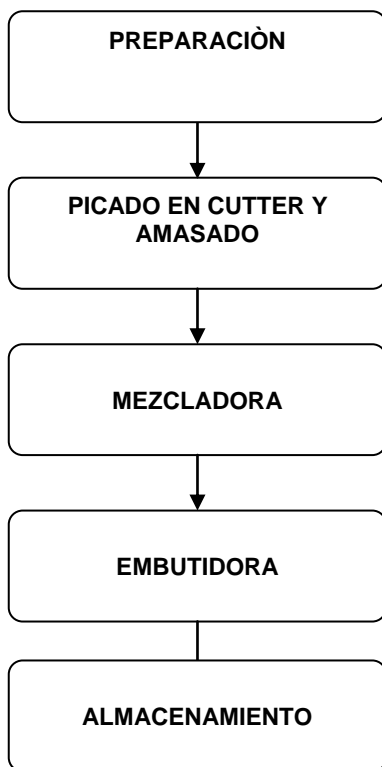 PREPARACIÒN
PICADO EN CUTTER Y
AMASADO
MEZCLADORA
EMBUTIDORA
ALMACENAMIENTO